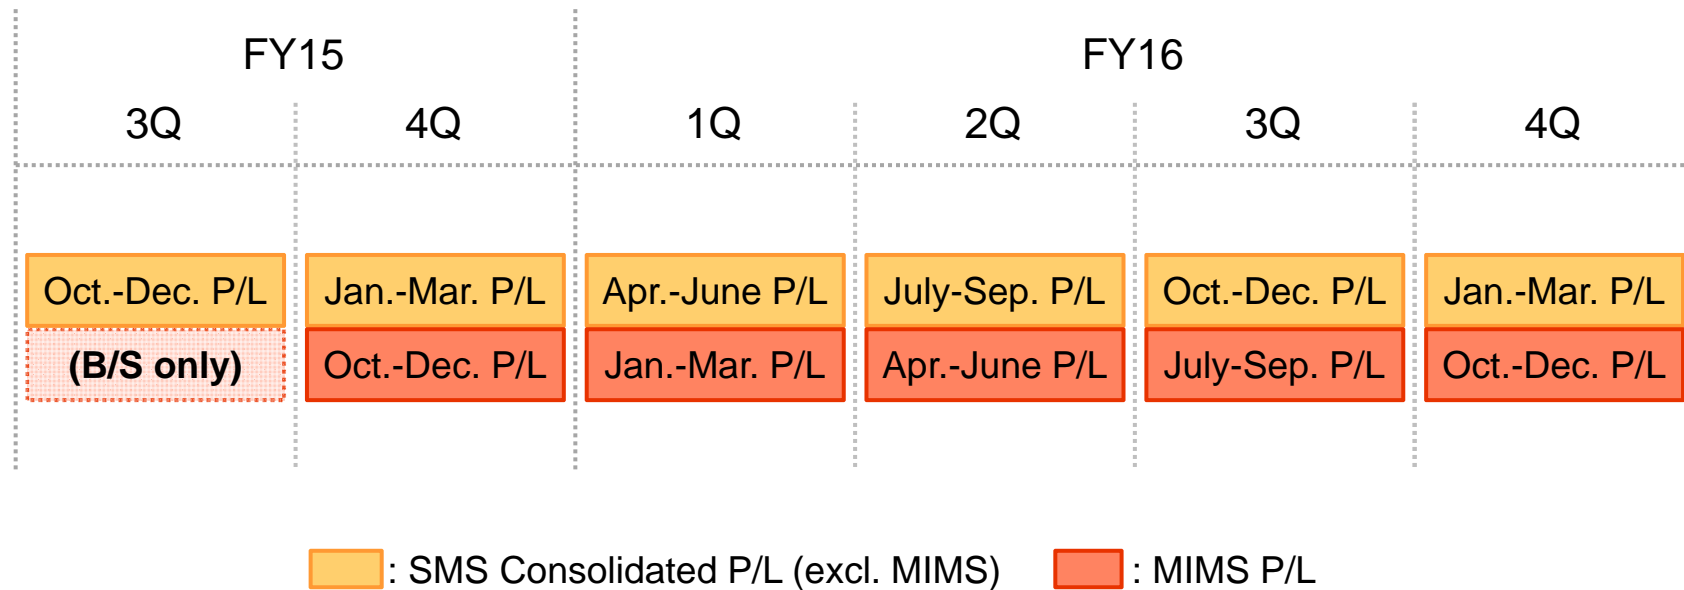 FY15 FY16
3Q 4Q 1Q 2Q 3Q 4Q
Oct.-Dec. P/L Jan.-Mar. P/L Apr.-June P/L July-Sep. P/L Oct.-Dec. P/L Jan.-Mar. P/L
(B/S only) Oct.-Dec. P/L Jan.-Mar. P/L Apr.-June P/L July-Sep. P/L Oct.-Dec. P/L
: SMS Consolidated P/L (excl. MIMS) : MIMS P/L